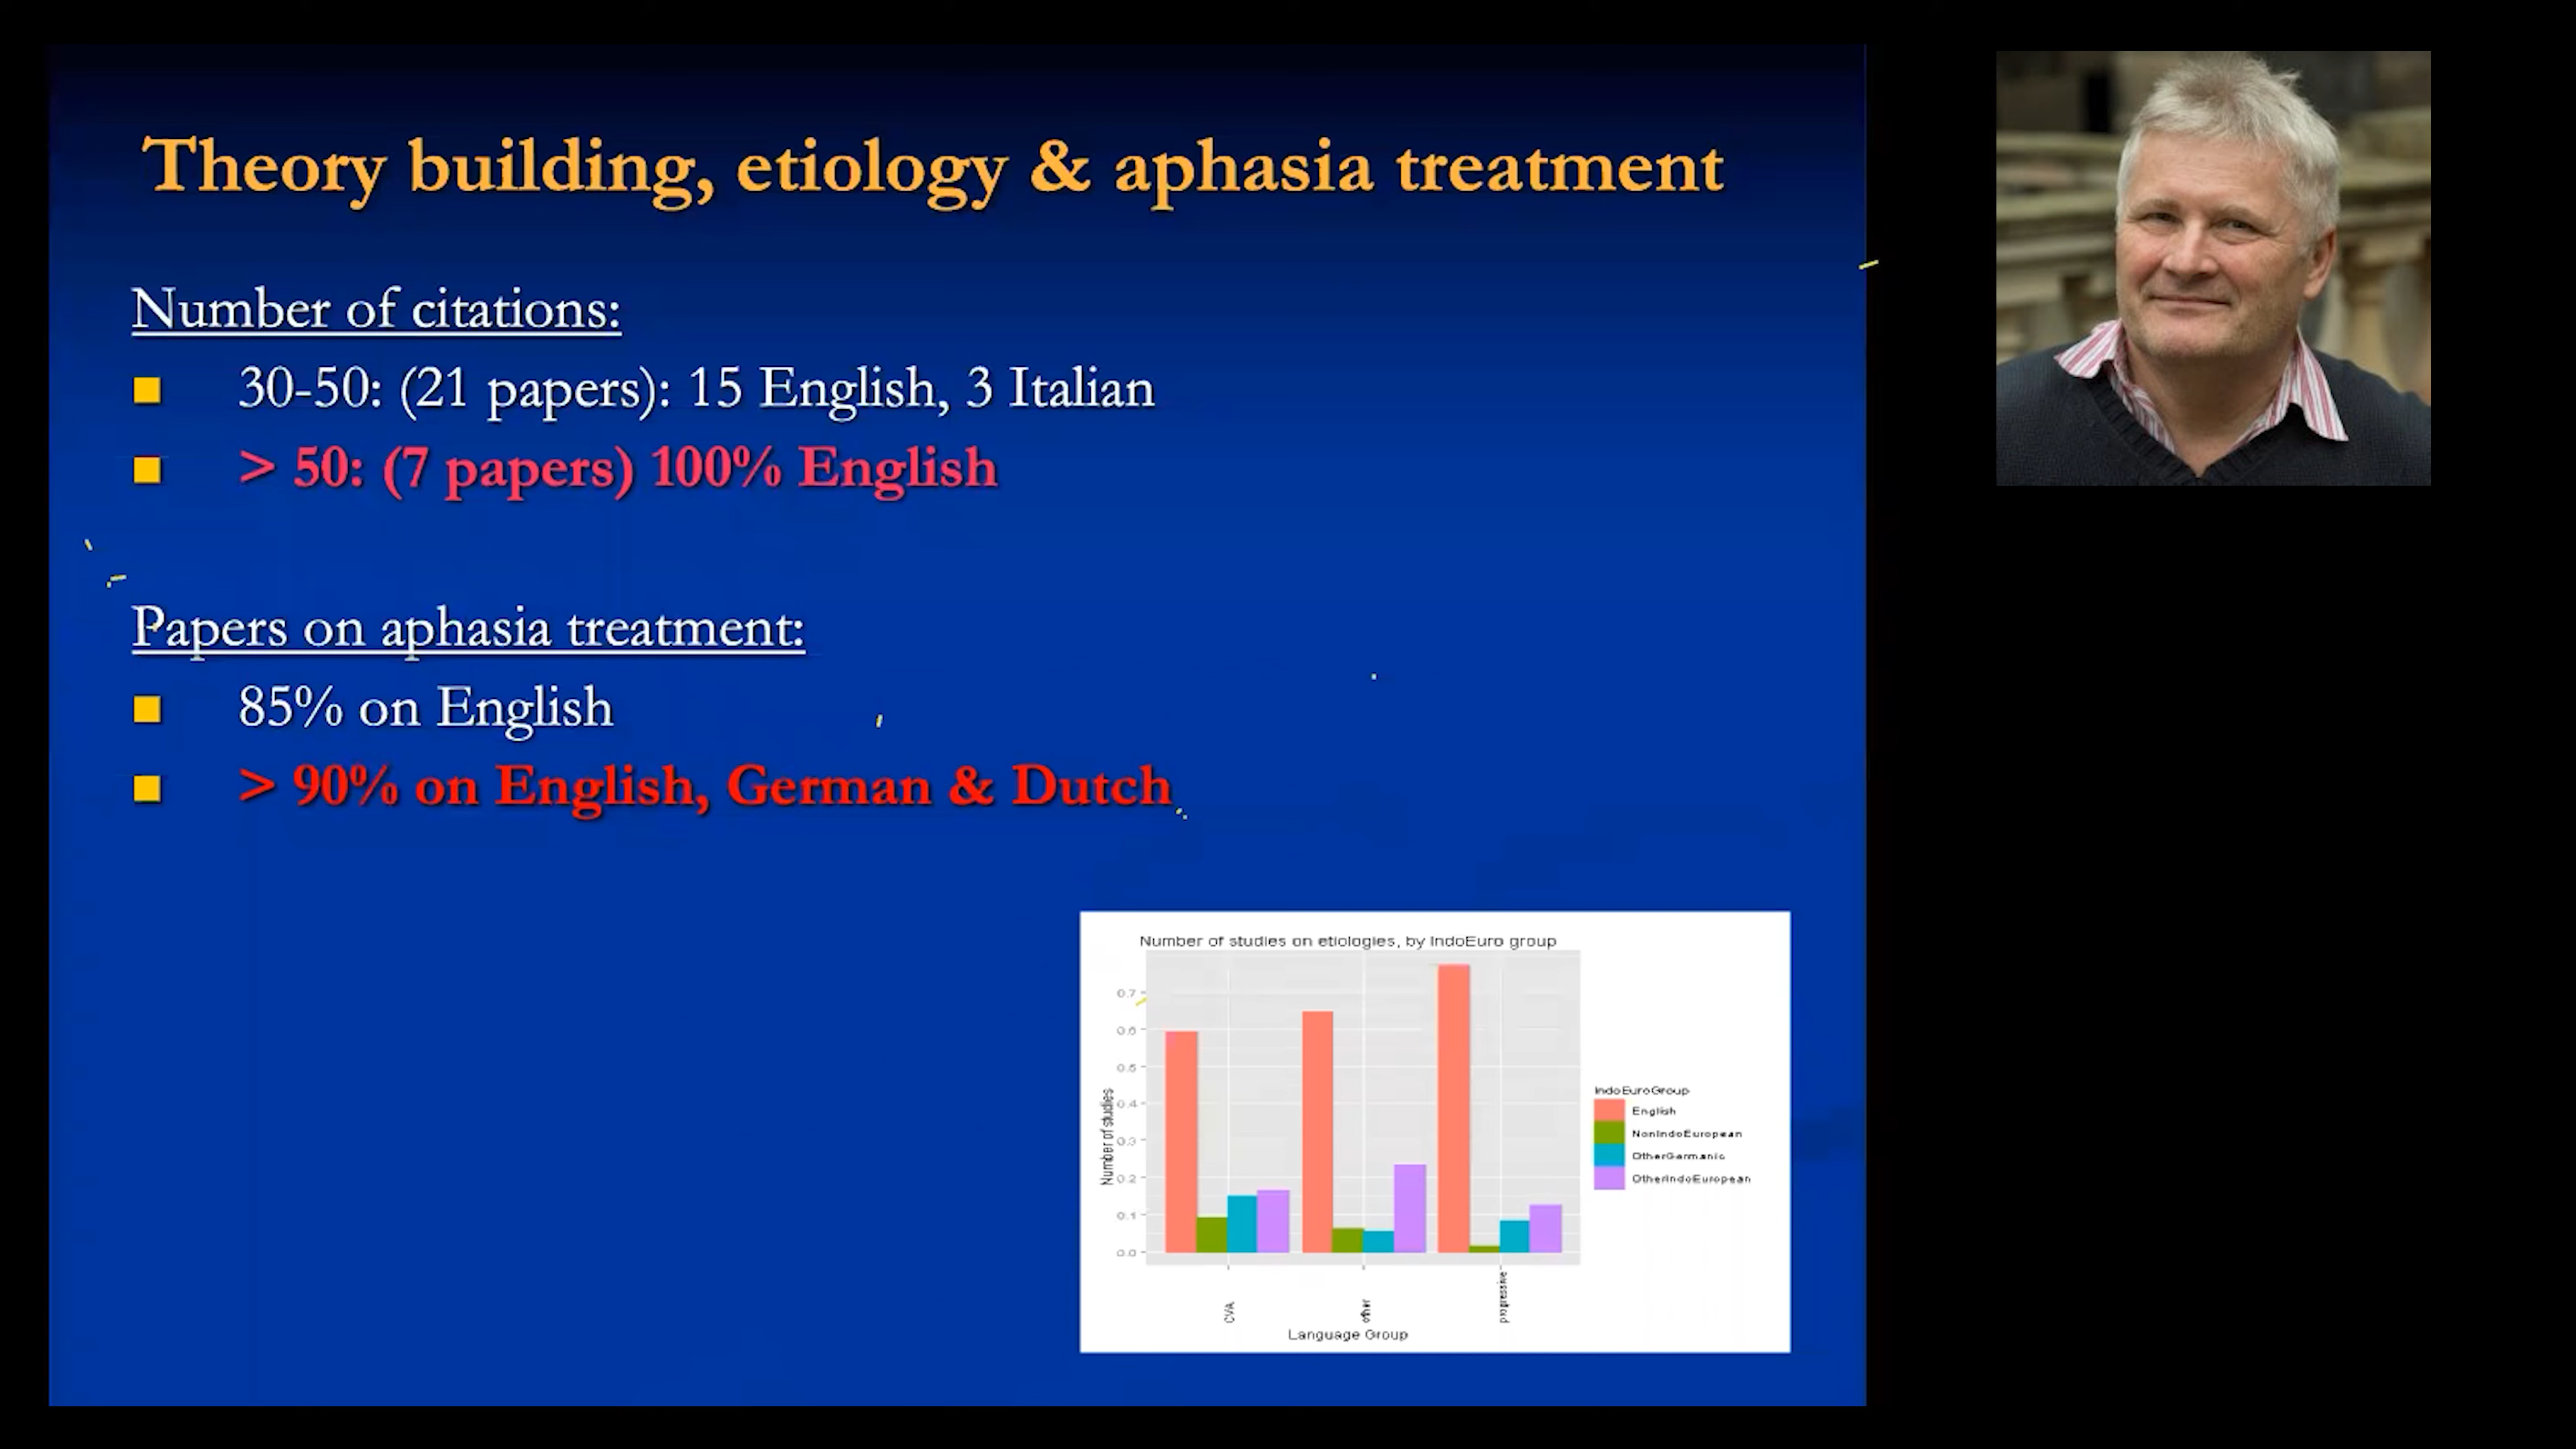 Theory building, etiology & aphasia treatment
Number of citations:
30-50: (21 papers): 15 English, 3 Italian
> 50: (7 papers) 100% English
Papers on aphasia treatment:
85% on English
> 90% on English, German & Dutch
Number of studies on etiologies, by IndoEuro group
Number of studies
0.7
0.6
0.5
0.4
0.3
0.2
0.1
0.0
CVA
other
progressive
Language Group
IndoEuroGroup
English
NonIndoEuropean
OtherGermanic
OtherIndoEuropean